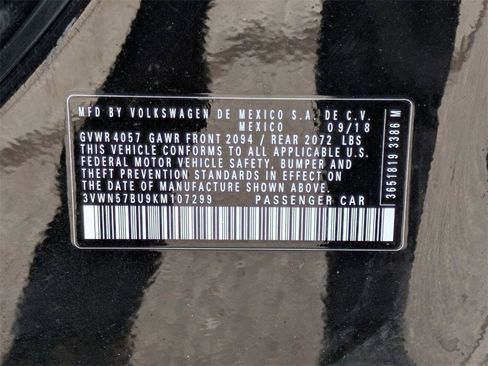 MFD BY VOLKSWAGEN DE MEXICO S.A. DE C.V.
MEXICO 09/18
GVWR 4057 GAWR FRONT 2094 / REAR 2072 LBS
THIS VEHICLE CONFORMS TO ALL APPLICABLE U.S.
FEDERAL MOTOR VEHICLE SAFETY, BUMPER AND
THEFT PREVENTION STANDARDS IN EFFECT ON
THE DATE OF MANUFACTURE SHOWN ABOVE.
3VWN57BU9KM107299 PASSENGER CAR
3651819 3386 M